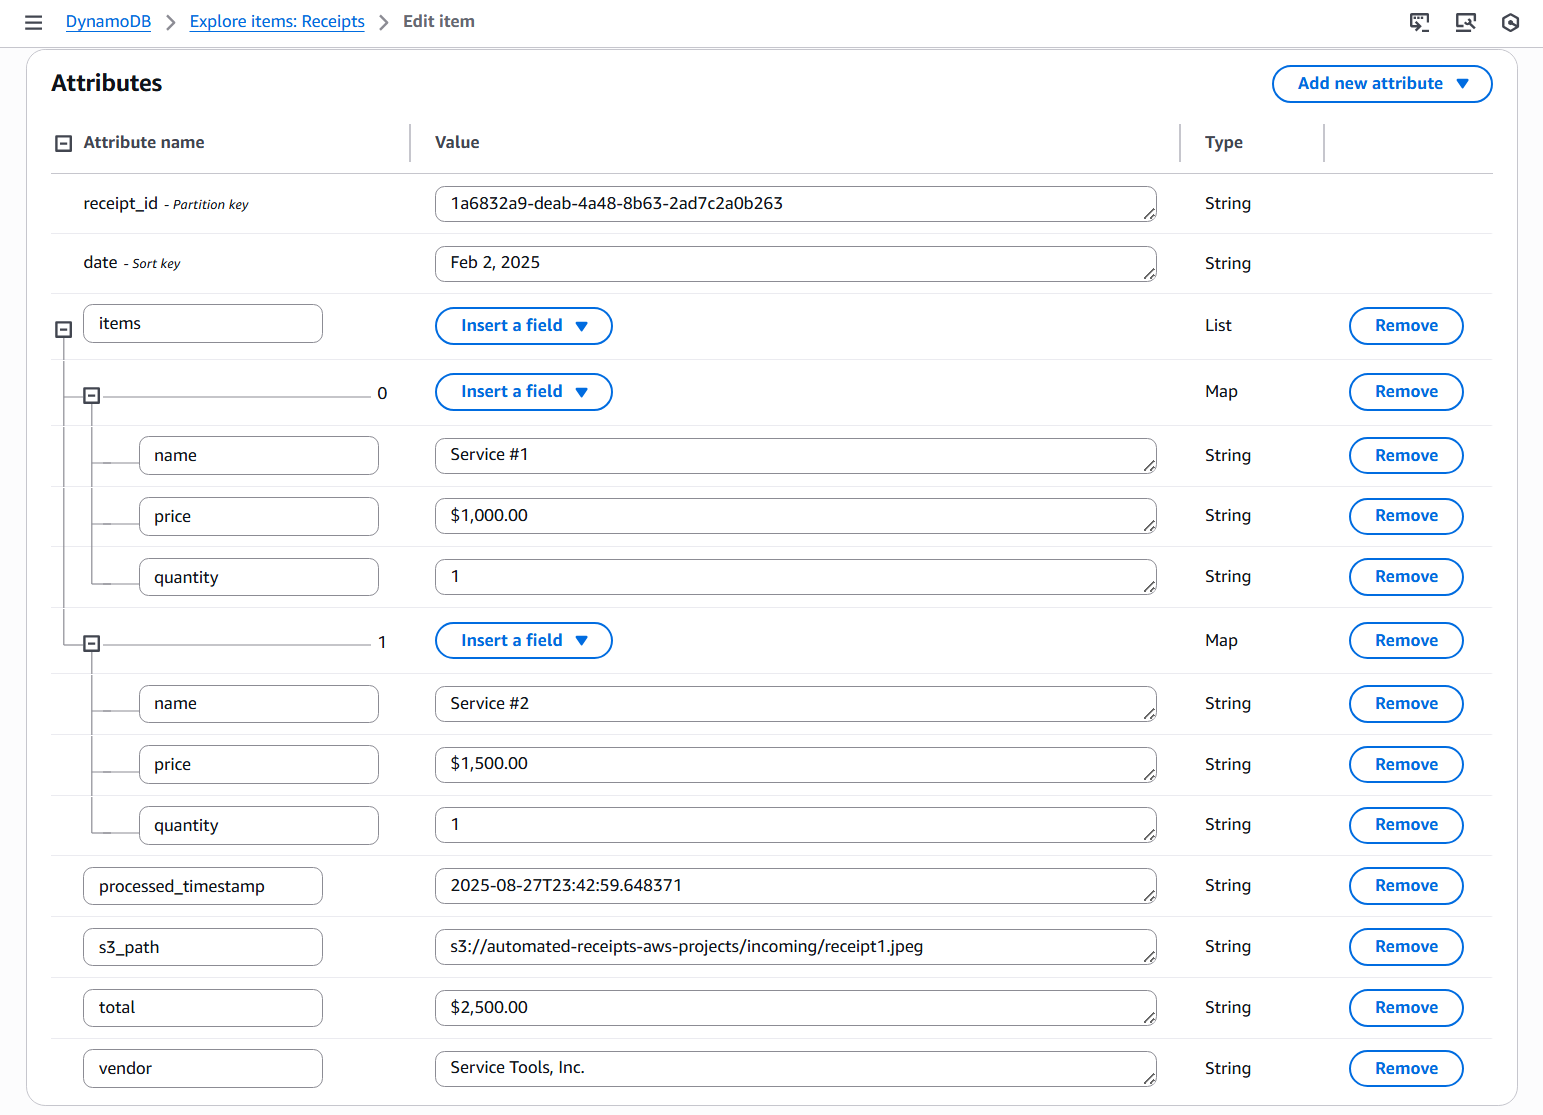 DynamoDB > Explore items: Receipts > Edit item
Attributes
Add new attribute
Attribute name Value Type
receipt_id - Partition key 1a6832a9-deab-4a48-8b63-2ad7c2a0b263 String
date - Sort key Feb 2, 2025 String
items Insert a field List Remove
0 Insert a field Map Remove
name Service #1 String Remove
price $1,000.00 String Remove
quantity 1 String Remove
1 Insert a field Map Remove
name Service #2 String Remove
price $1,500.00 String Remove
quantity 1 String Remove
processed_timestamp 2025-08-27T23:42:59.648371 String Remove
s3_path s3://automated-receipts-aws-projects/incoming/receipt1.jpeg String Remove
total $2,500.00 String Remove
vendor Service Tools, Inc. String Remove